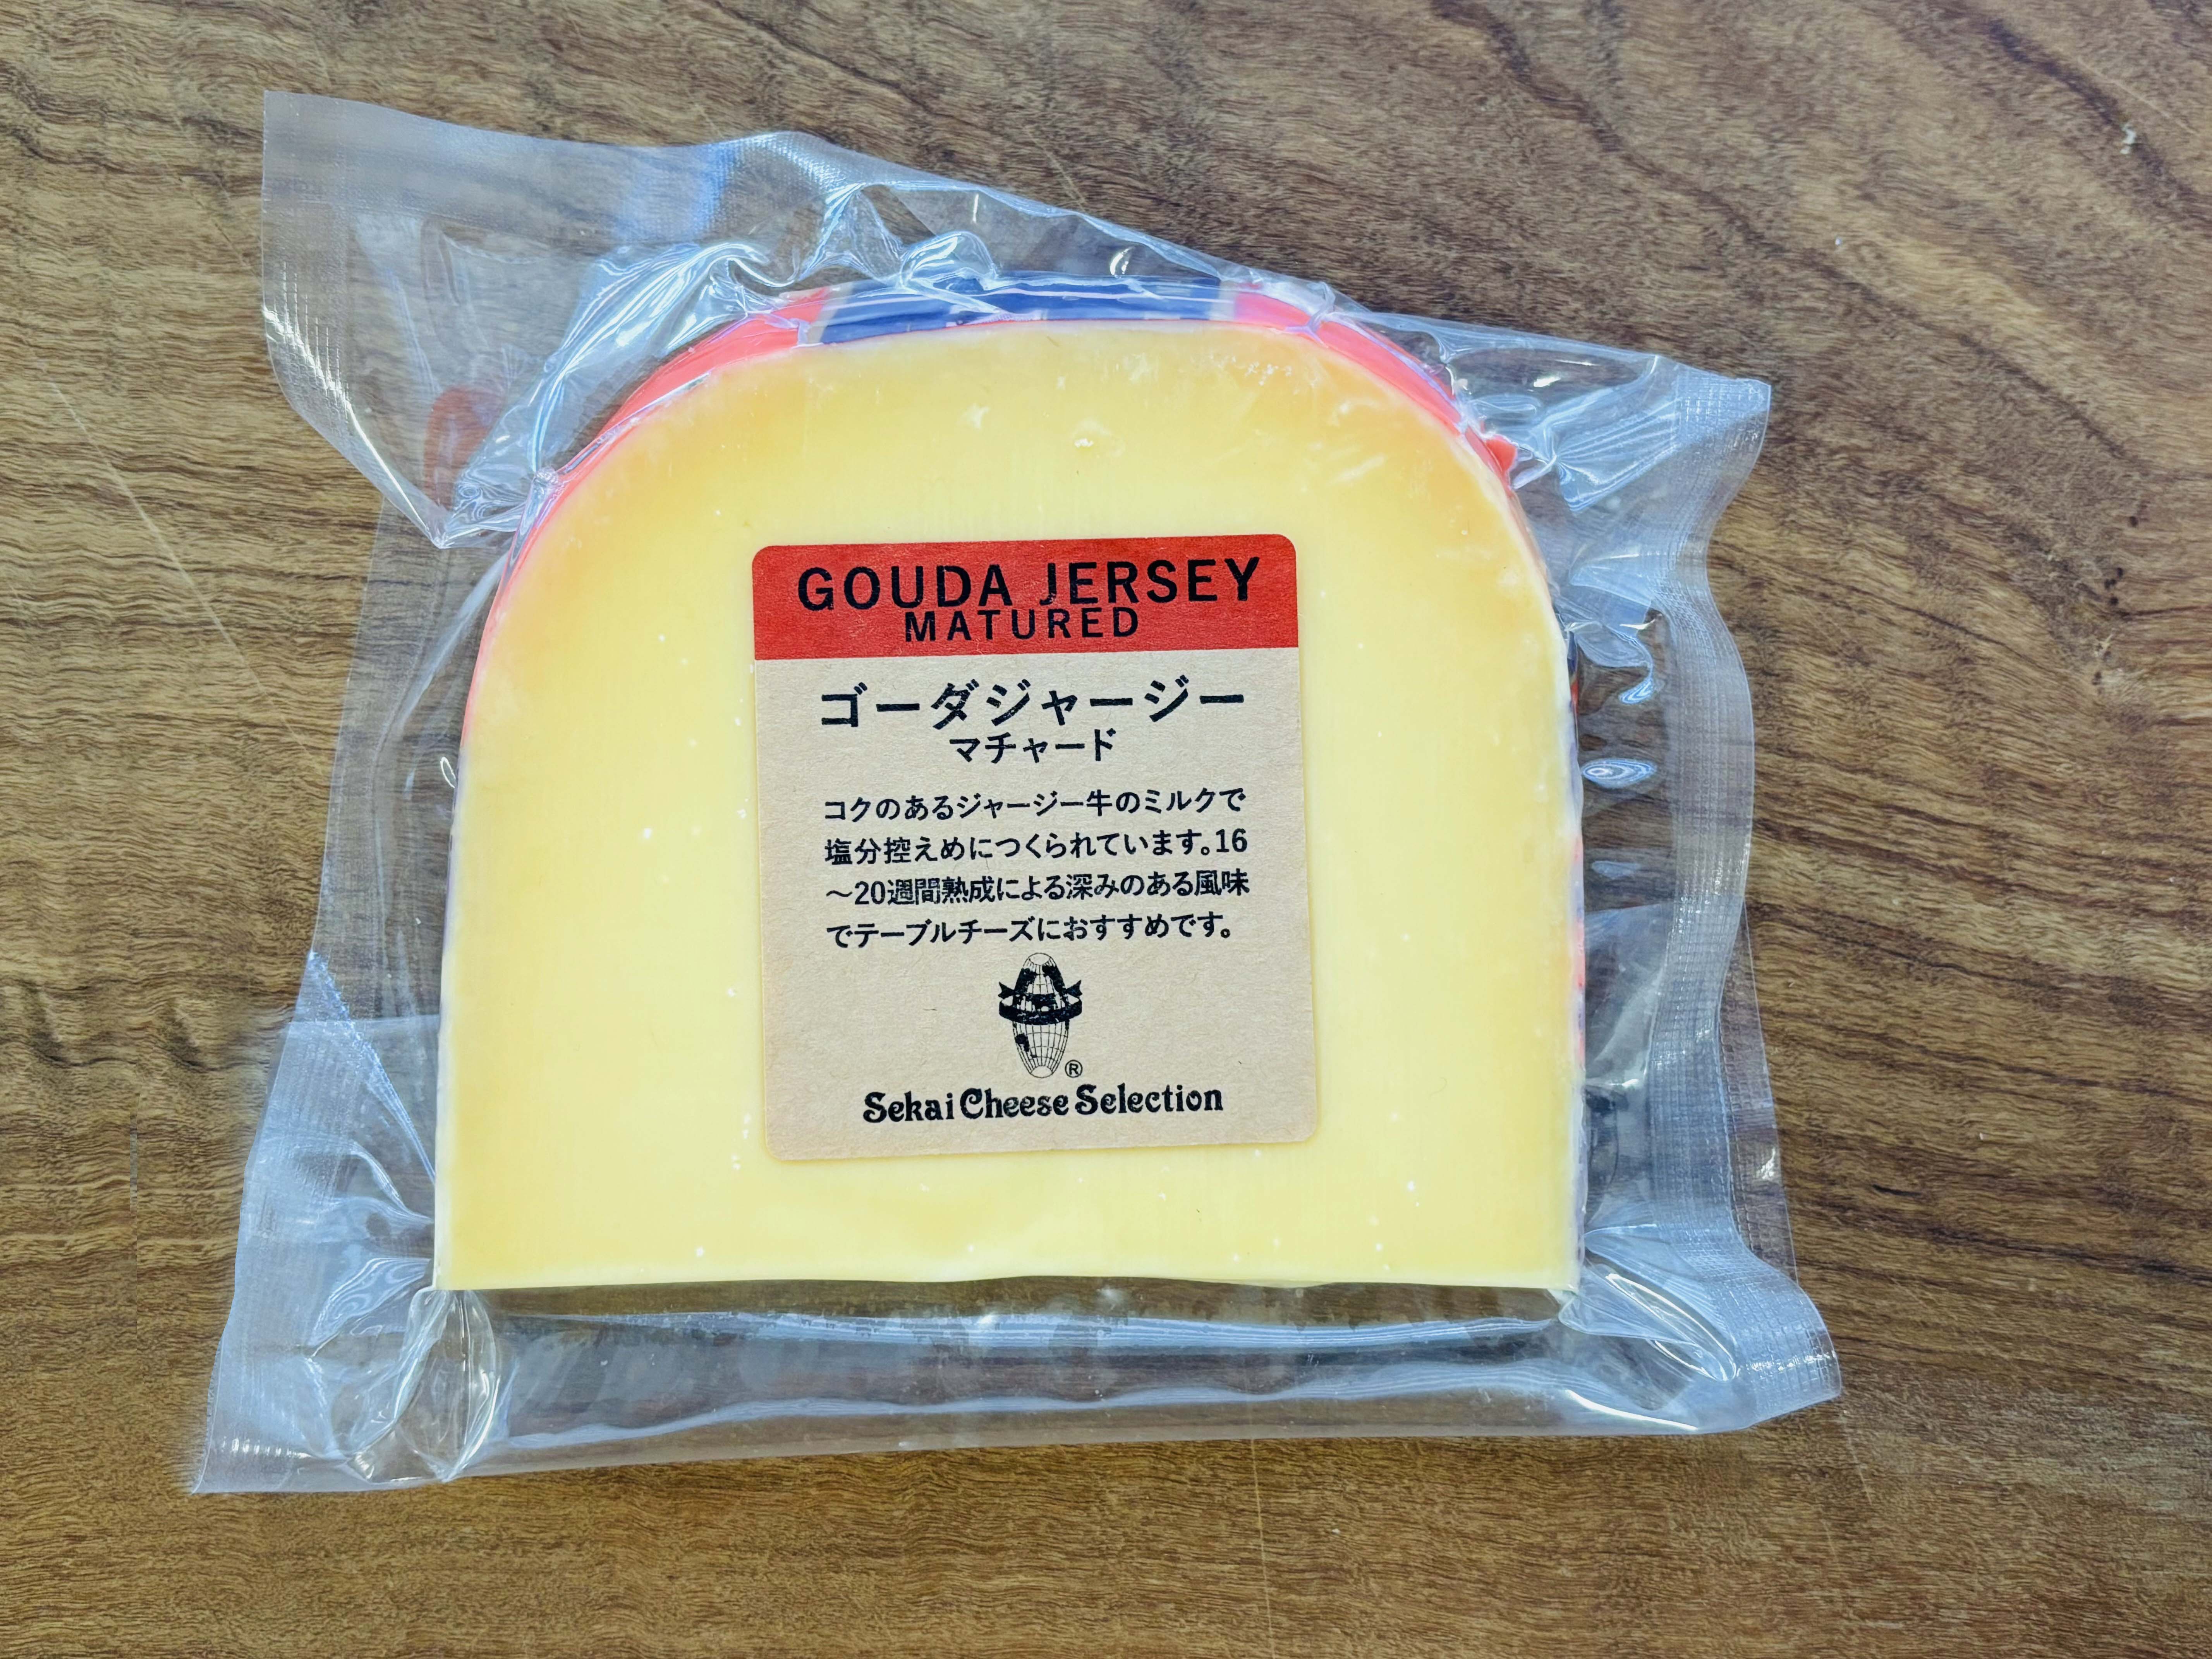 GOUDA JERSEY
MATURED
ゴーダジャージー
マチャード
コクのあるジャージー牛のミルクで
塩分控えめにつくられています。16
～20週間熟成による深みのある風味
でテーブルチーズにおすすめです。
®
Sekai Cheese Selection